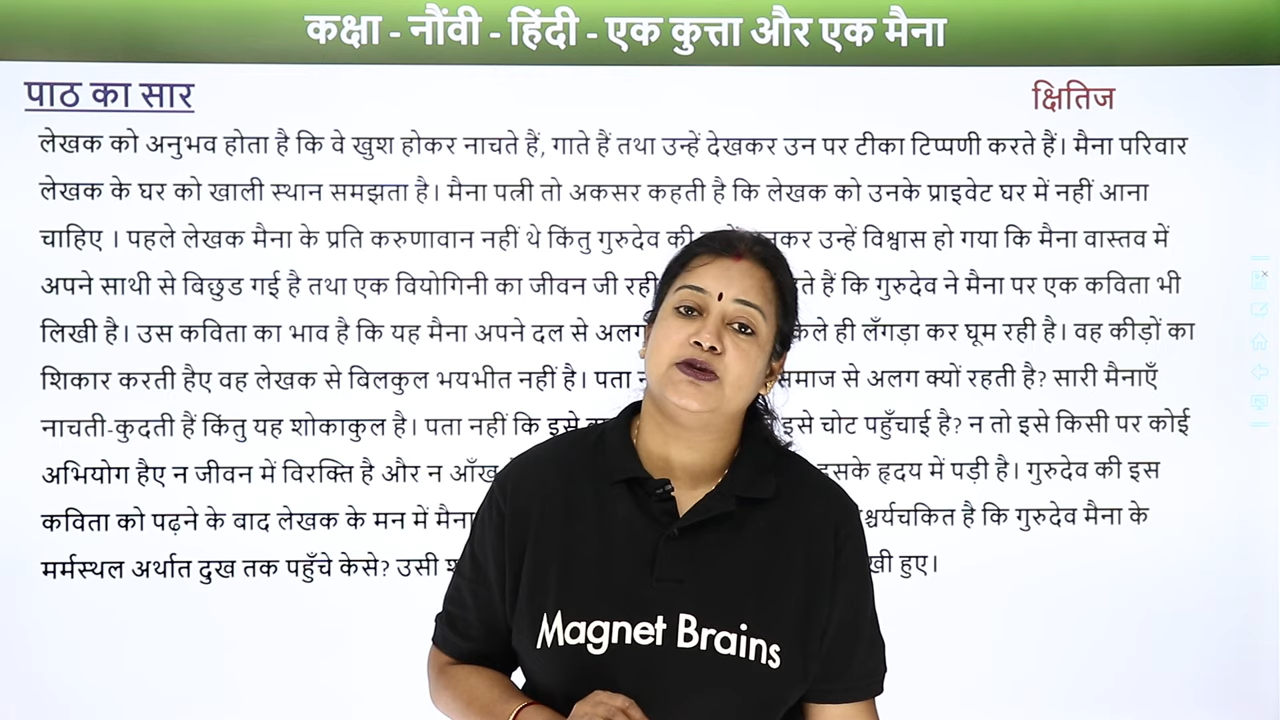 कक्षा - नौंवी - हिंदी - एक कुत्ता और एक मैना
पाठ का सार
क्षितिज
लेखक को अनुभव होता है कि वे खुश होकर नाचते हैं, गाते हैं तथा उन्हें देखकर उन पर टीका टिप्पणी करते हैं। मैना परिवार
लेखक के घर को खाली स्थान समझता है। मैना पत्नी तो अकसर कहती है कि लेखक को उनके प्राइवेट घर में नहीं आना
चाहिए । पहले लेखक मैना के प्रति करुणावान नहीं थे किंतु गुरुदेव की उन्हें विश्वास हो गया कि मैना वास्तव में
अपने साथी से विछुड गई है तथा एक वियोगिनी का जीवन जी रही हैं कि गुरुदेव ने मैना पर एक कविता भी
लिखी है। उस कविता का भाव है कि यह मैना अपने दल से ही लँगड़ा कर घूम रही है। वह कीड़ों का
शिकार करती हैए वह लेखक से बिलकुल भयभीत नहीं है। पता समाज से अलग क्यों रहती है? सारी मैनाएँ
नाचती-कुदती हैं किंतु यह शोकाकुल है। पता नहीं कि इसे इसे चोट पहुँचाई है? न तो इसे किसी पर कोई
अभियोग हैए न जीवन में विरक्ति है और न आँख हृदय में पड़ी है। गुरुदेव की इस
कविता को पढ़ने के बाद लेखक के मन में मैना है कि गुरुदेव मैना के
मर्मस्थल अर्थात दुख तक पहुँचे केसे? उसी हुए।
Magnet Brains